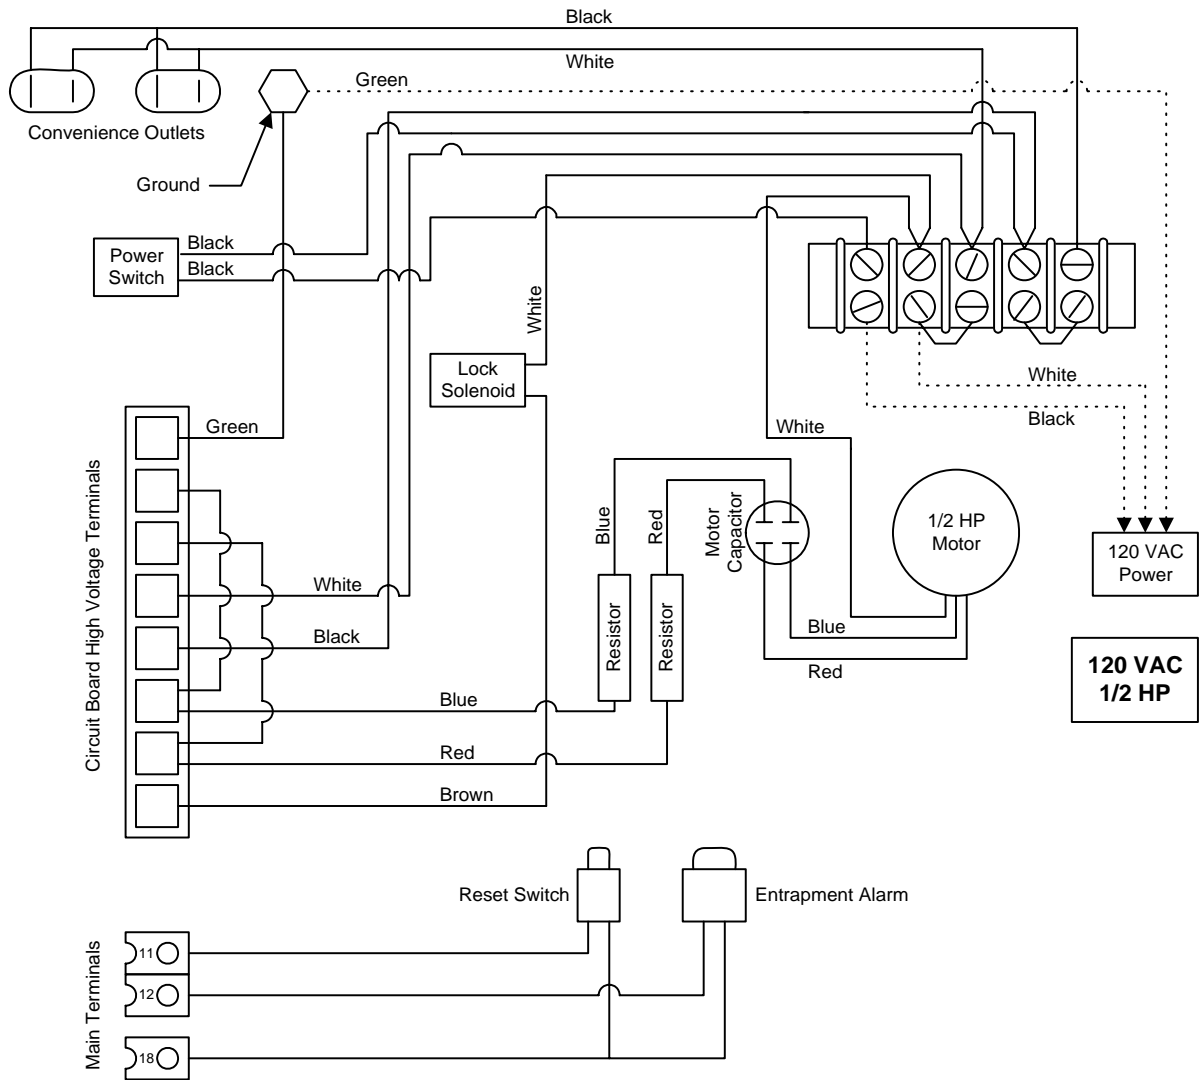 Black
White
Green
Convenience Outlets
Ground
Power
Switch
Black
Black
White
Lock
Solenoid
White
Black
Green
White
Circuit Board High Voltage Terminals
Blue
Red
Motor
Capacitor
1/2 HP
Motor
120 VAC
Power
White
Black
Resistor
Resistor
Blue
Red
120 VAC
1/2 HP
Blue
Red
Brown
Reset Switch
Entrapment Alarm
Main Terminals
11
12
18